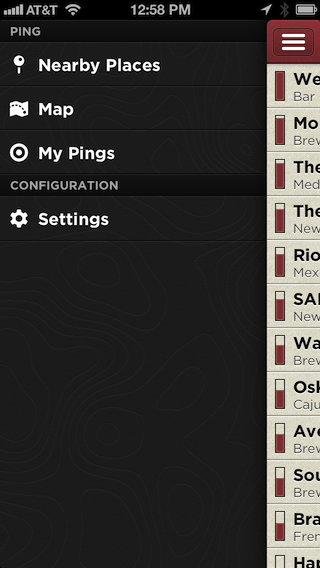 AT&T 12:58 PM
PING
Nearby Places
Map
My Pings
CONFIGURATION
Settings
We
Bar
Mo
Brew
The
Med
The
New
Rio
Mex
SAI
New
Wa
Brew
Osk
Caju
Ave
Brew
Sou
Brew
Bra
Fren
Hap